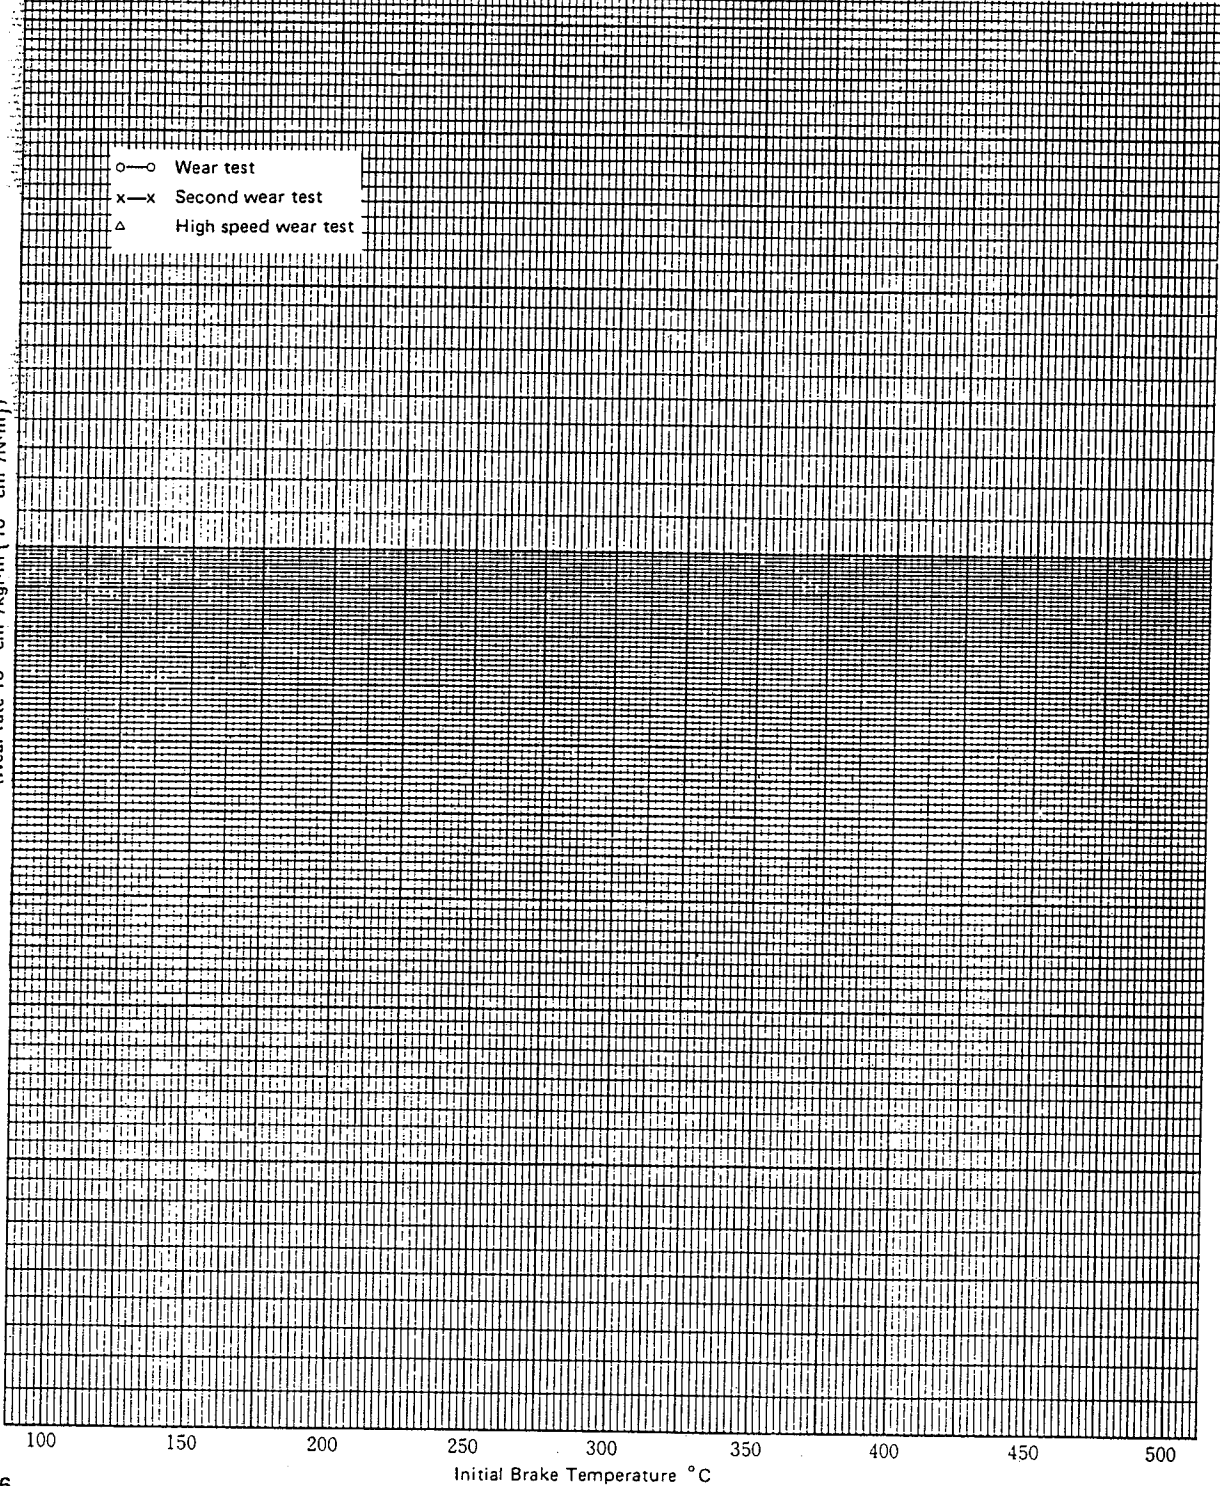 o—o Wear test
x—x Second wear test
△ High speed wear test
100 150 200 250 300 350 400 450 500
Initial Brake Temperature °C
6